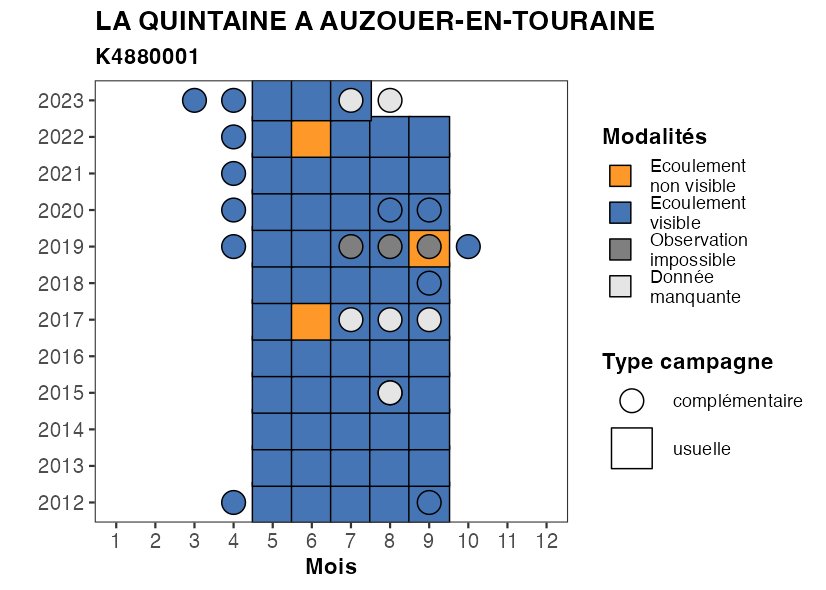 LA QUINTAINE A AUZOUER-EN-TOURAINE
K4880001
2023
2022
2021
2020
2019
2018
2017
2016
2015
2014
2013
2012
1 2 3 4 5 6 7 8 9 10 11 12
Mois
Modalités
Ecoulement
non visible
Ecoulement
visible
Observation
impossible
Donnée
manquante
Type campagne
complémentaire
usuelle